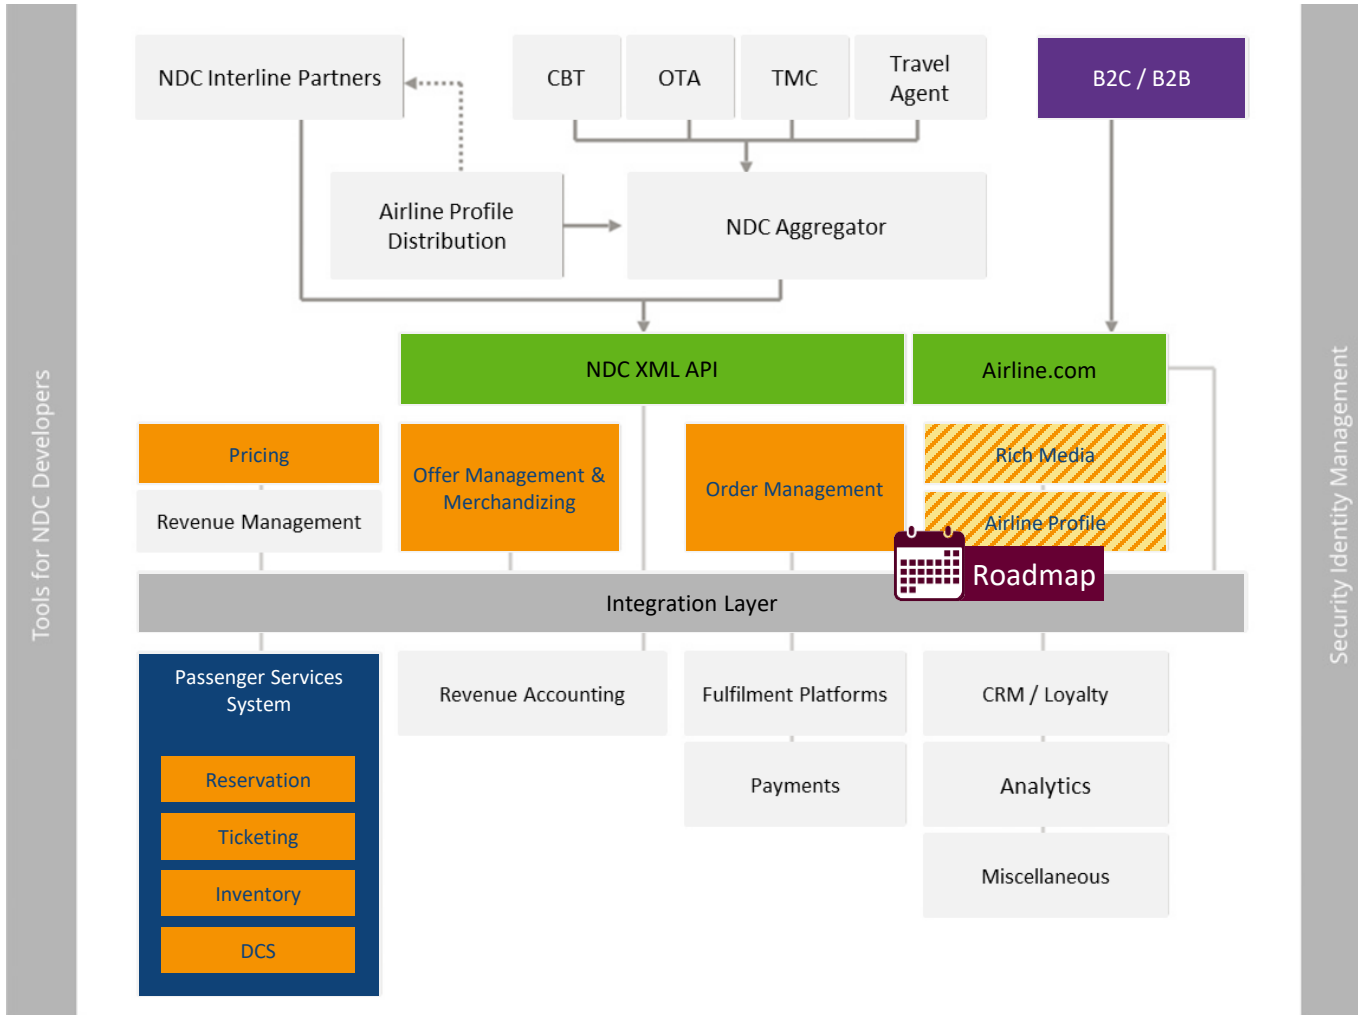 NDC Interline Partners
CBT
OTA
TMC
Travel
Agent
B2C / B2B
Airline Profile
Distribution
NDC Aggregator
NDC XML API
Airline.com
Pricing
Revenue Management
Offer Management &
Merchandizing
Order Management
Rich Media
Airline Profile
Roadmap
Integration Layer
Passenger Services
System
Reservation
Ticketing
Inventory
DCS
Revenue Accounting
Fulfilment Platforms
Payments
CRM / Loyalty
Analytics
Miscellaneous
Tools for NDC Developers
Security Identity Management